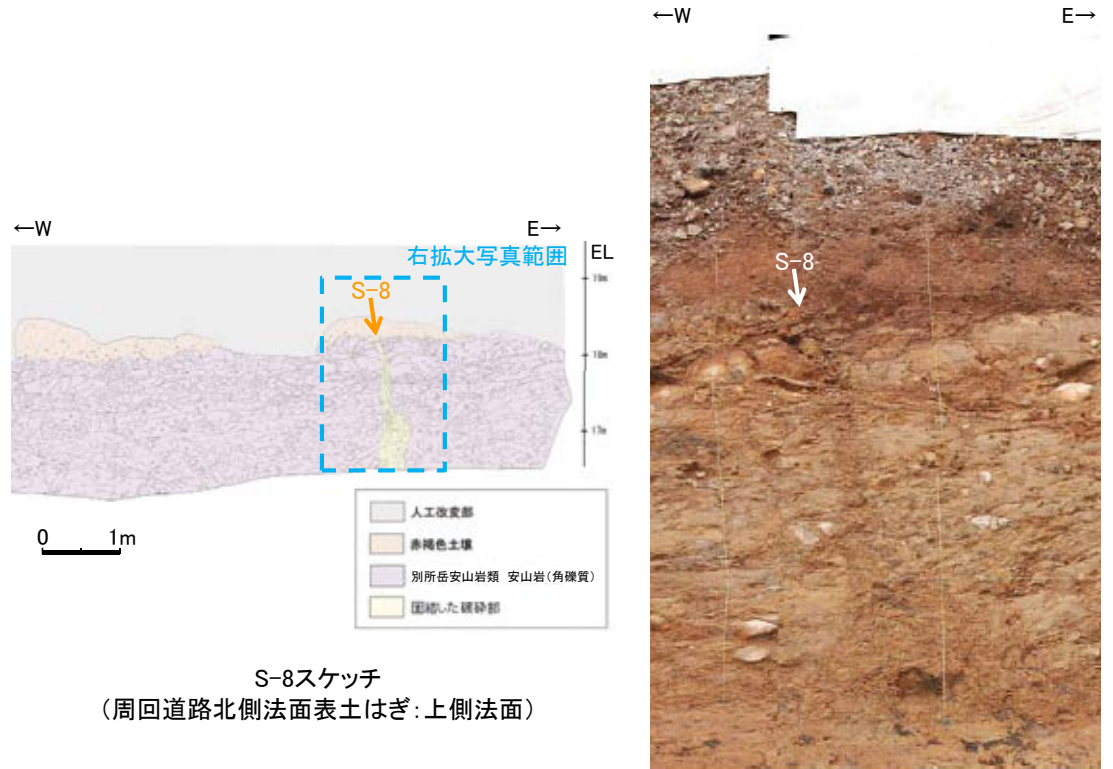 ←W
E→
右拡大写真範囲
EL
S-8
19m
18m
17m
0
1m
人工改変部
赤褐色土壌
別所岳安山岩類 安山岩(角礫質)
固結した破砕部
S-8スケッチ
(周回道路北側法面表土はぎ:上側法面)
←W
E→
S-8